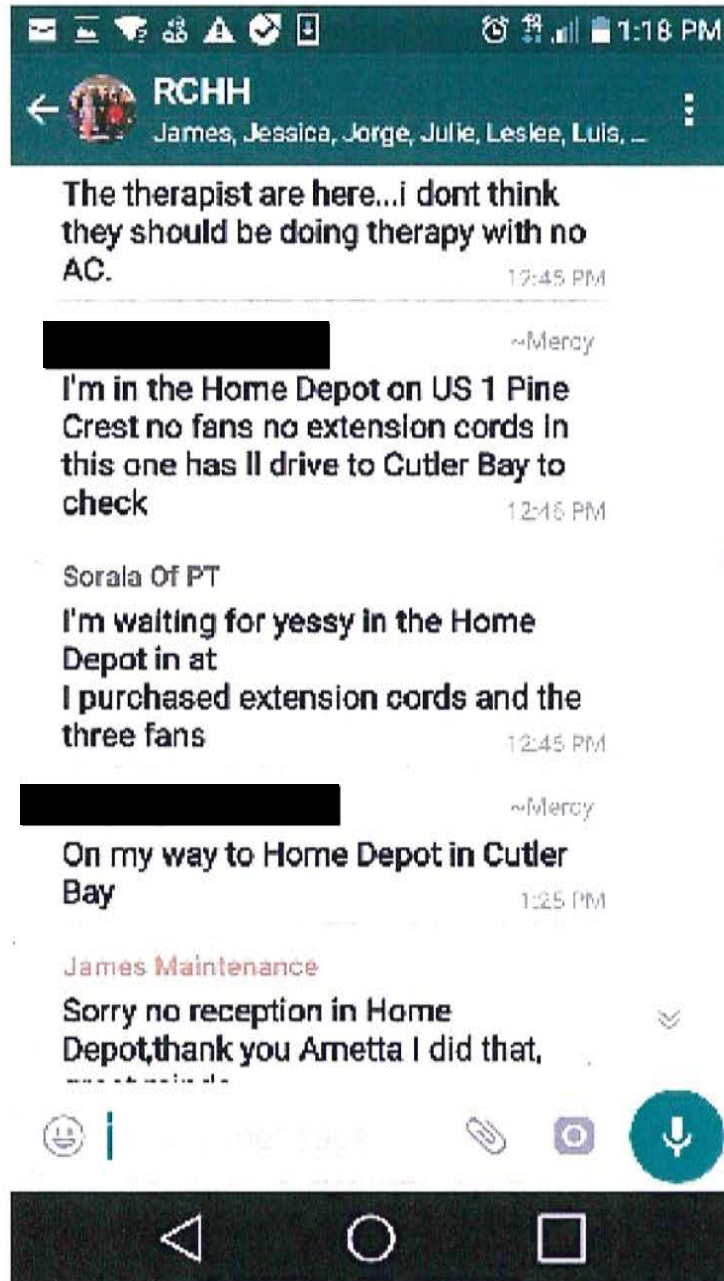 1:18 PM
RCHH
James, Jessica, Jorge, Julie, Leslee, Luis, ...
The therapist are here...i dont think
they should be doing therapy with no
AC.
12:45 PM
~Mercy
I'm in the Home Depot on US 1 Pine
Crest no fans no extension cords in
this one has ll drive to Cutler Bay to
check
12:46 PM
Soraia Of PT
I'm waiting for yessy in the Home
Depot in at
I purchased extension cords and the
three fans
12:45 PM
~Mercy
On my way to Home Depot in Cutler
Bay
1:25 PM
James Maintenance
Sorry no reception in Home
Depot,thank you Arnetta I did that,